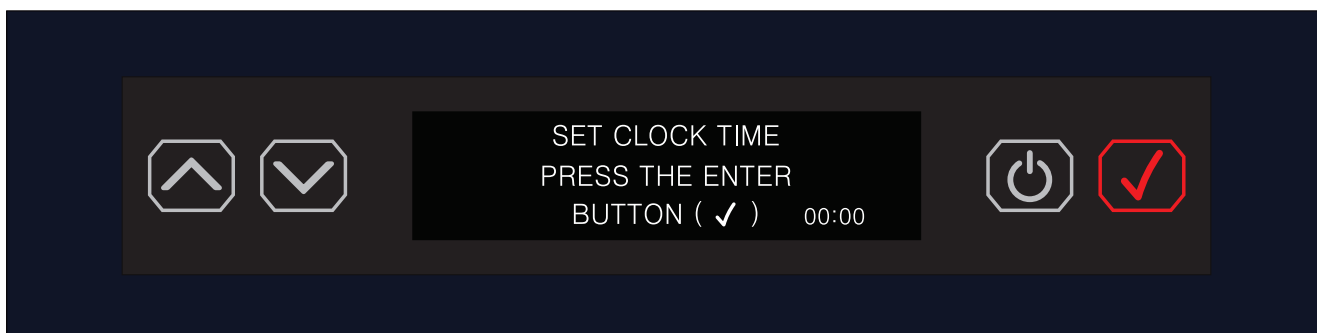 SET CLOCK TIME
PRESS THE ENTER
BUTTON ( ✓ ) 00:00